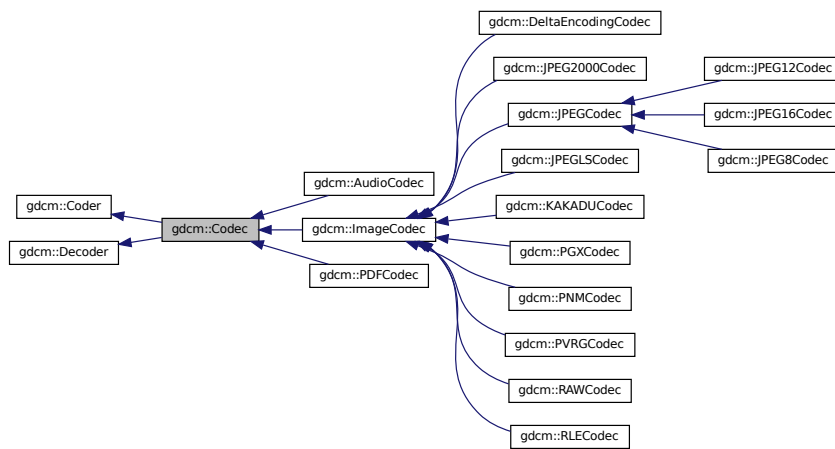 gdcm::DeltaEncodingCodec
gdcm::JPEG2000Codec
gdcm::JPEG12Codec
gdcm::JPEGCodec
gdcm::JPEG16Codec
gdcm::JPEGLSCodec
gdcm::JPEG8Codec
gdcm::AudioCodec
gdcm::Coder
gdcm::KAKADUCodec
gdcm::Codec
gdcm::ImageCodec
gdcm::Decoder
gdcm::PGXCodec
gdcm::PDFCodec
gdcm::PNMCodec
gdcm::PVRGCodec
gdcm::RAWCodec
gdcm::RLECodec